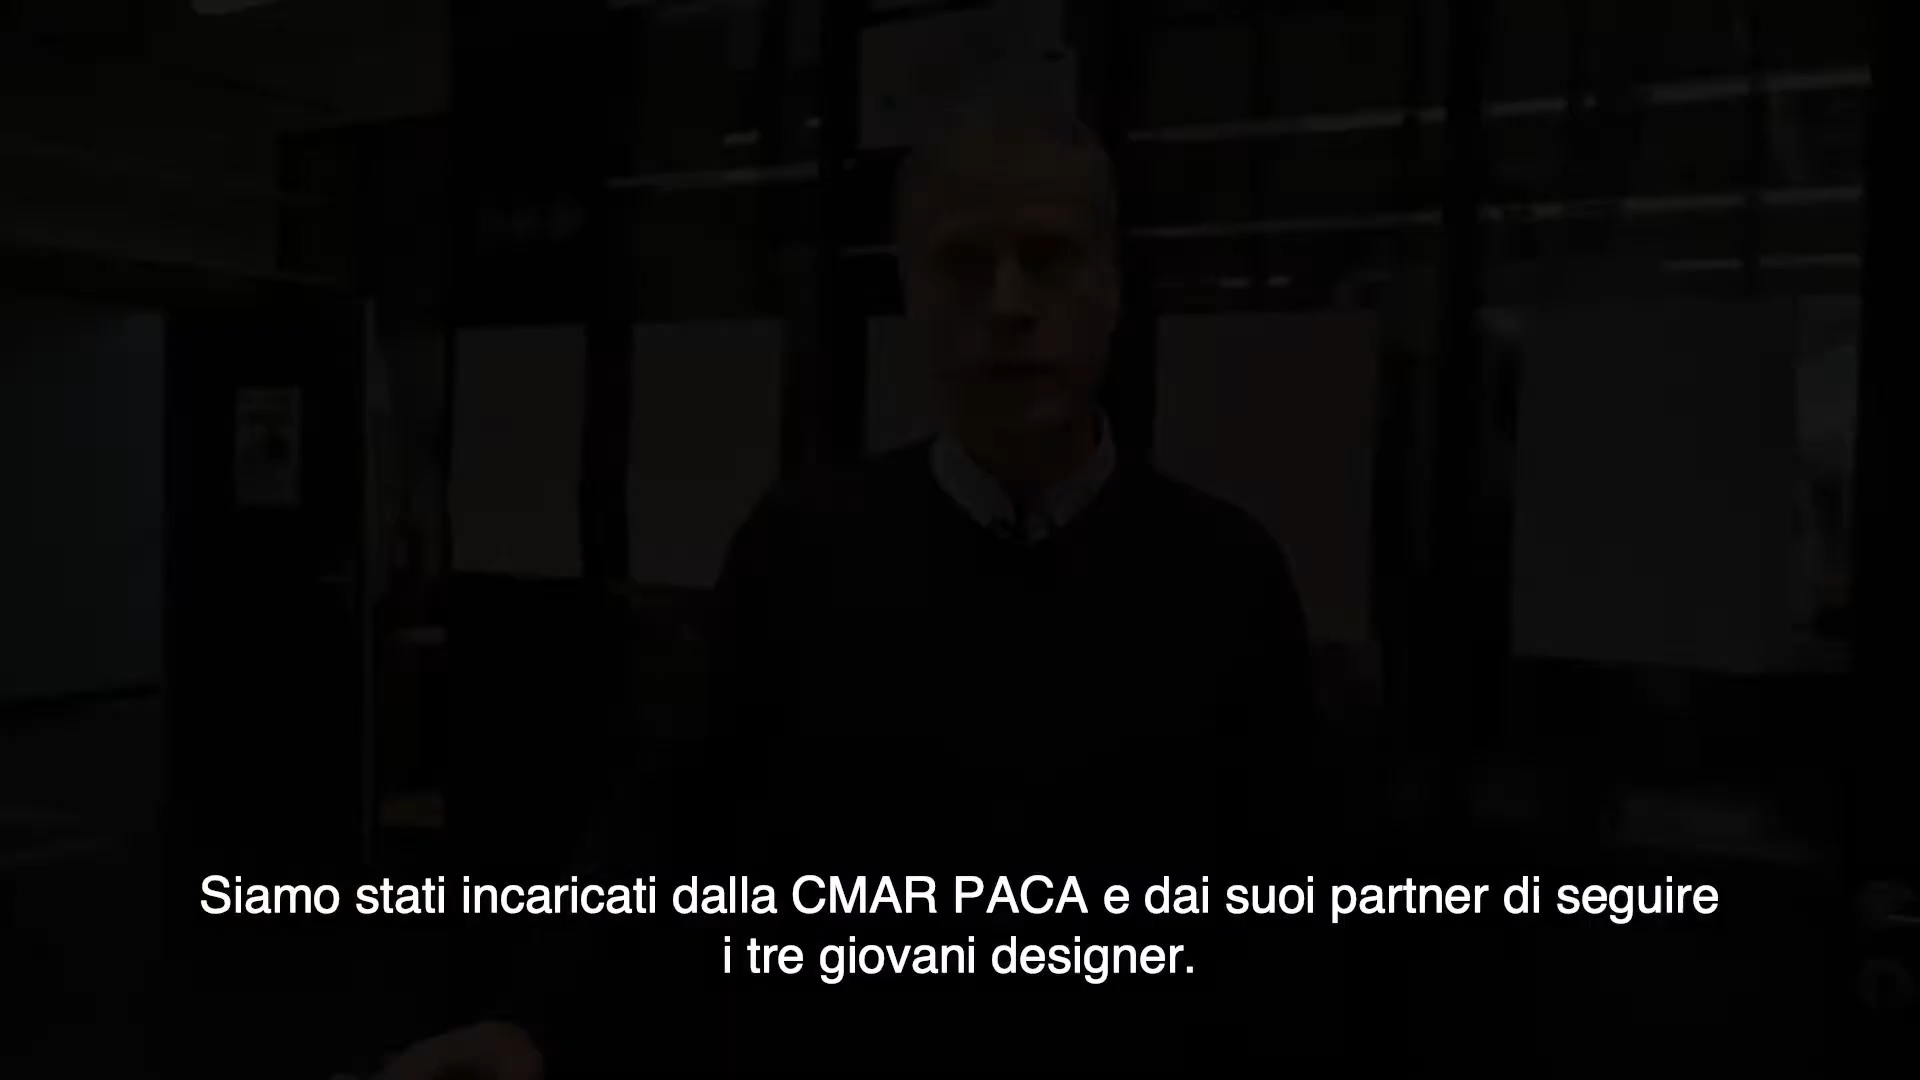 Siamo stati incaricati dalla CMAR PACA e dai suoi partner di seguire
i tre giovani designer.